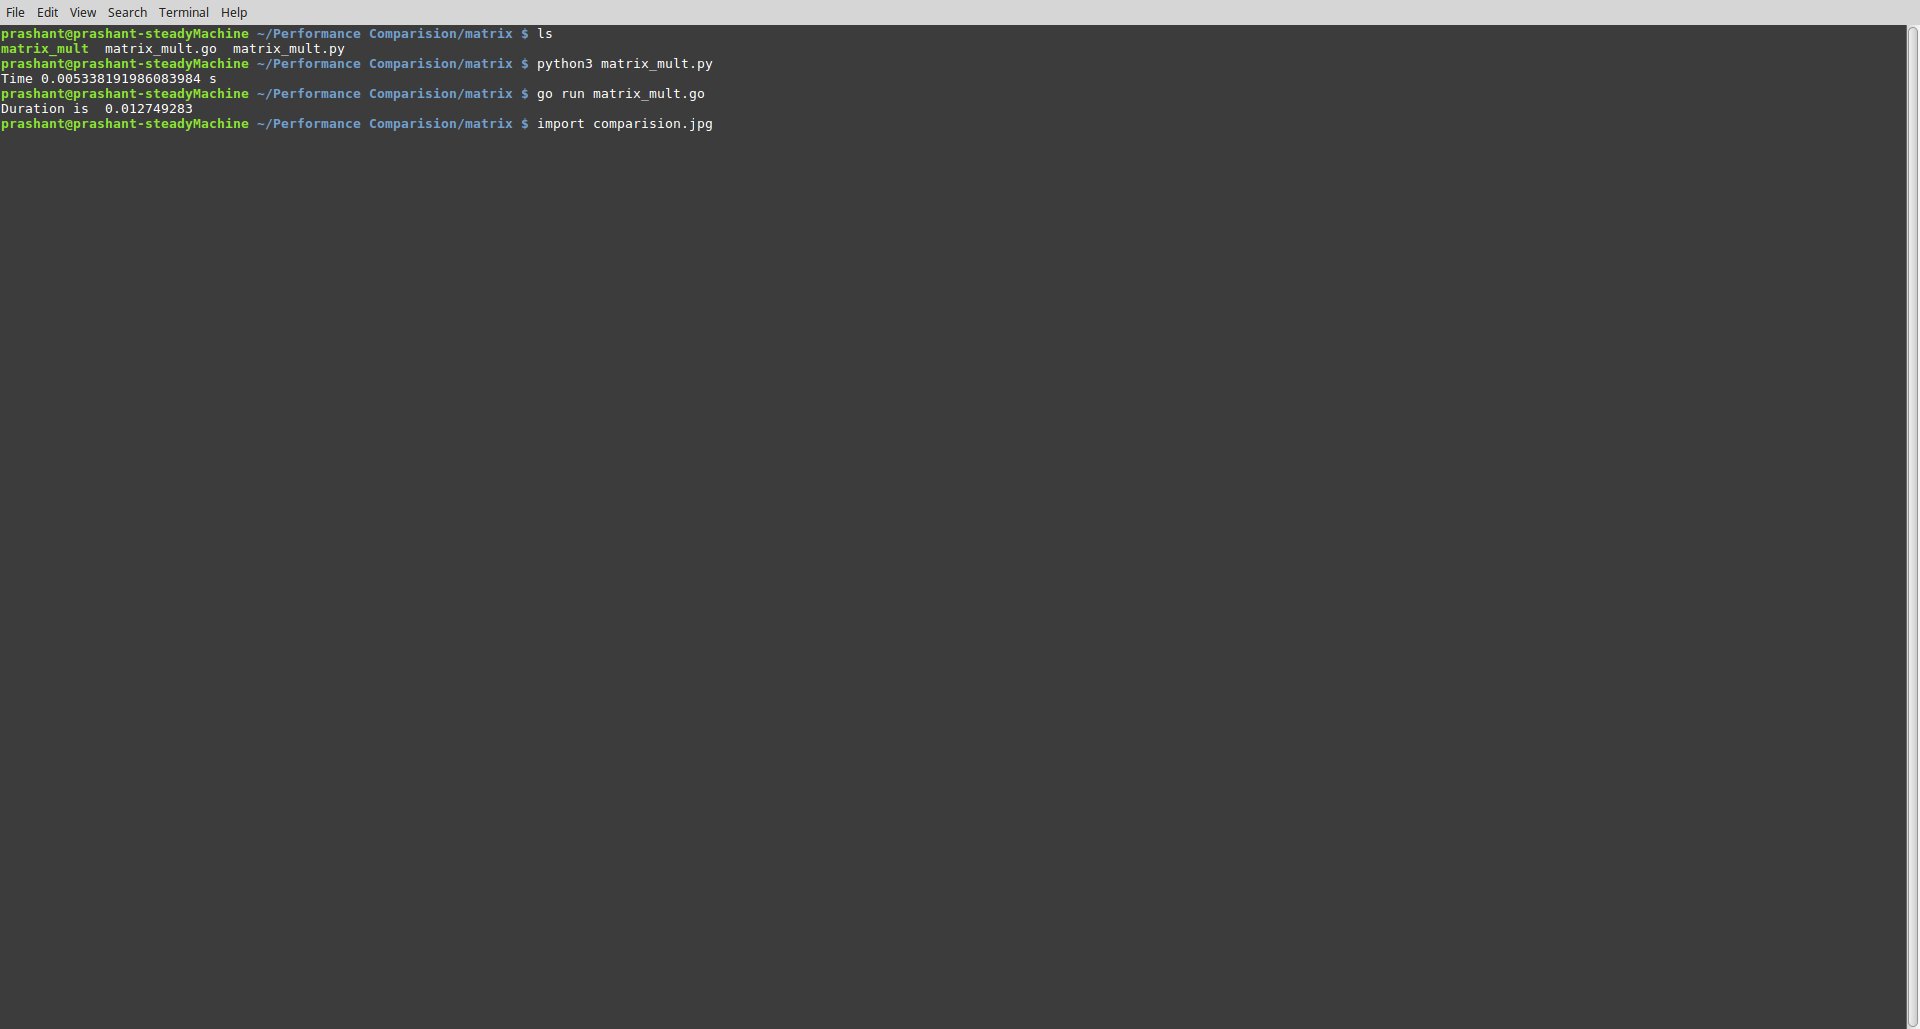 File Edit View Search Terminal Help
prashant@prashant-steadyMachine ~/Performance Comparision/matrix $ ls
matrix_mult  matrix_mult.go  matrix_mult.py
prashant@prashant-steadyMachine ~/Performance Comparision/matrix $ python3 matrix_mult.py
Time 0.005338191986083984 s
prashant@prashant-steadyMachine ~/Performance Comparision/matrix $ go run matrix_mult.go
Duration is  0.012749283
prashant@prashant-steadyMachine ~/Performance Comparision/matrix $ import comparision.jpg